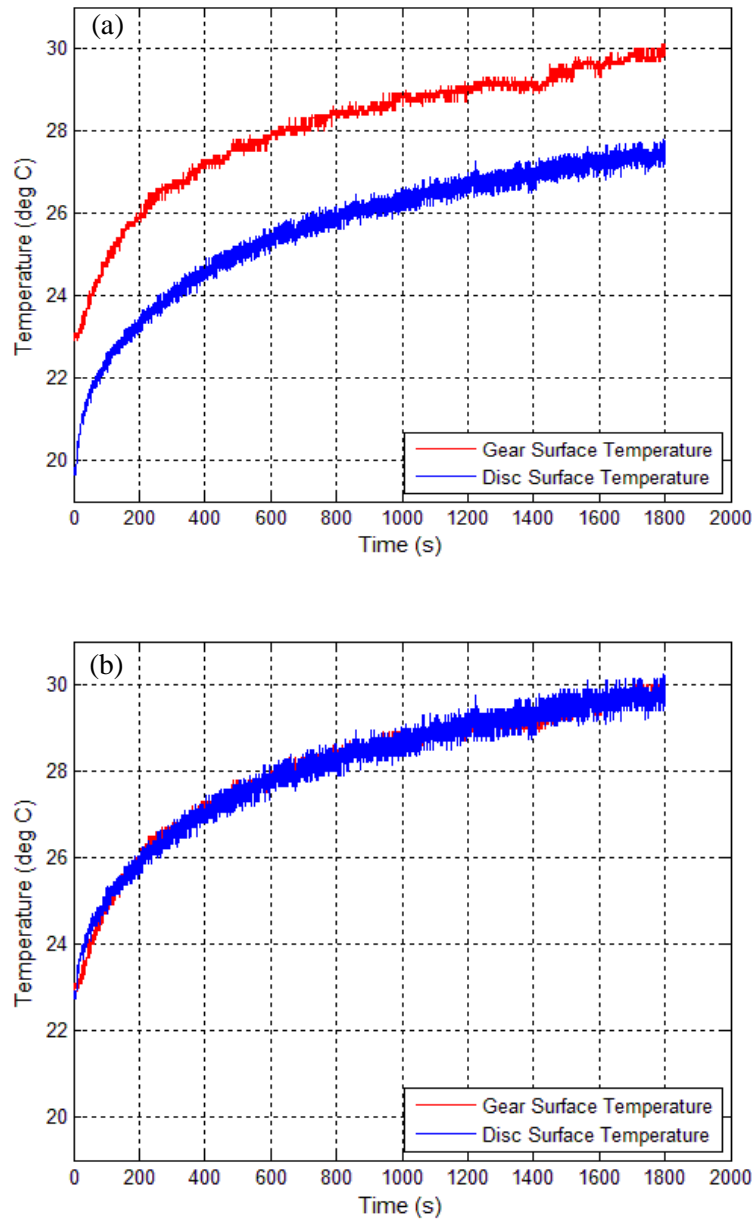 (a)
30
28
26
24
22
20
Temperature (deg C)
Gear Surface Temperature
Disc Surface Temperature
0 200 400 600 800 1000 1200 1400 1600 1800 2000
Time (s)
(b)
30
28
26
24
22
20
Temperature (deg C)
Gear Surface Temperature
Disc Surface Temperature
0 200 400 600 800 1000 1200 1400 1600 1800 2000
Time (s)